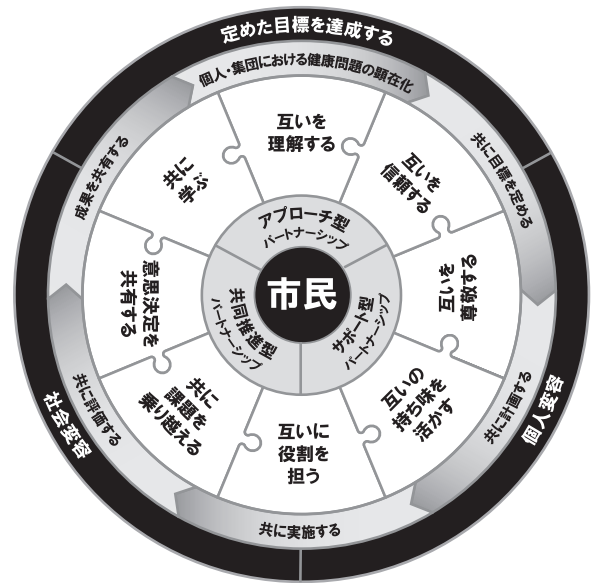 定めた目標を達成する
個人・集団における健康問題の顕在化
共に目標を定める
共に計画する
共に実施する
共に評価する
成果を共有する
個人変容
社会変容
互いを
理解する
互いを
信頼する
互いを
尊敬する
互いの
持ち味を
活かす
互いに
役割を
担う
共に
課題を
乗り越える
意思決定を
共有する
共に
学ぶ
アプローチ型
パートナーシップ
サポート型
パートナーシップ
共同推進型
パートナーシップ
市民